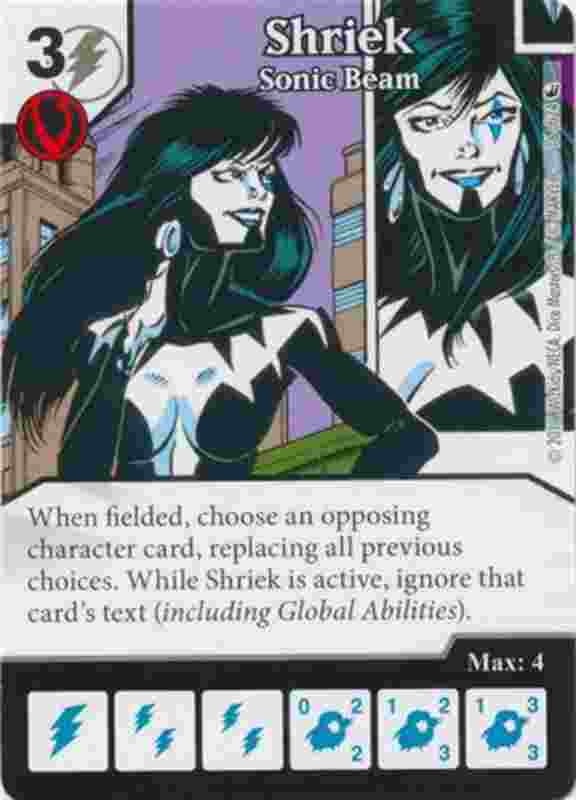 3
Shriek
Sonic Beam
When fielded, choose an opposing
character card, replacing all previous
choices. While Shriek is active, ignore that
card's text (including Global Abilities).
Max: 4
0 2
2
1 2
3
1 3
3